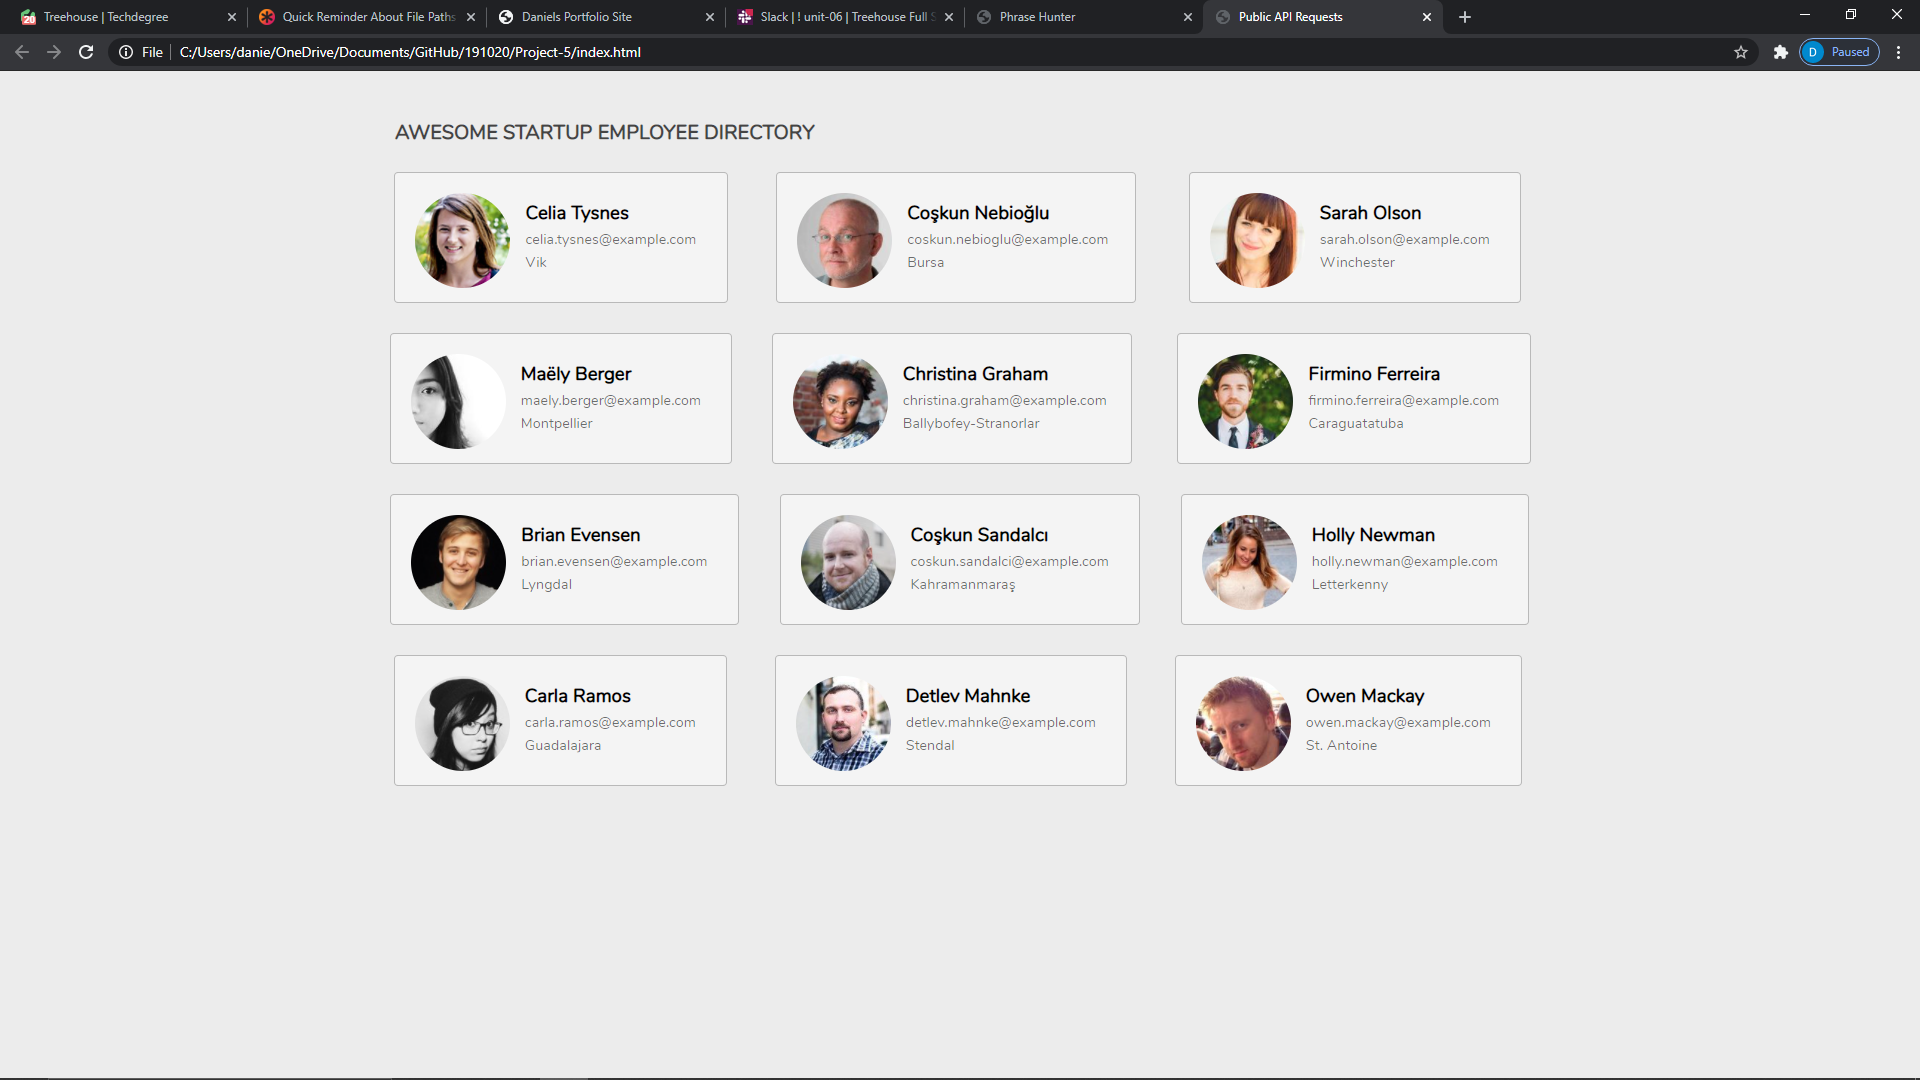 Treehouse | Techdegree
Quick Reminder About File Paths
Daniels Portfolio Site
Slack | ! unit-06 | Treehouse Full S
Phrase Hunter
Public API Requests
File
C:/Users/danie/OneDrive/Documents/GitHub/191020/Project-5/index.html
D
Paused
AWESOME STARTUP EMPLOYEE DIRECTORY
Celia Tysnes
celia.tysnes@example.com
Vik
Coşkun Nebioğlu
coskun.nebioglu@example.com
Bursa
Sarah Olson
sarah.olson@example.com
Winchester
Maëly Berger
maely.berger@example.com
Montpellier
Christina Graham
christina.graham@example.com
Ballybofey-Stranorlar
Firmino Ferreira
firmino.ferreira@example.com
Caraguatatuba
Brian Evensen
brian.evensen@example.com
Lyngdal
Coşkun Sandalcı
coskun.sandalci@example.com
Kahramanmaraş
Holly Newman
holly.newman@example.com
Letterkenny
Carla Ramos
carla.ramos@example.com
Guadalajara
Detlev Mahnke
detlev.mahnke@example.com
Stendal
Owen Mackay
owen.mackay@example.com
St. Antoine